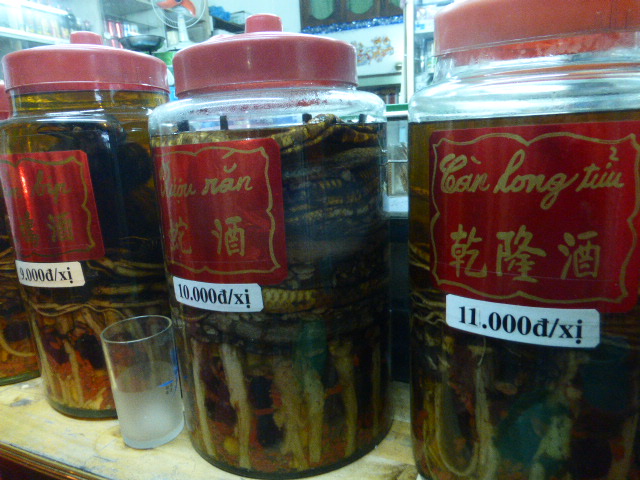 酒
9.000đ/xị
Rượu rắn
蛇酒
10.000đ/xị
Càn long tửu
乾隆酒
11.000đ/xị